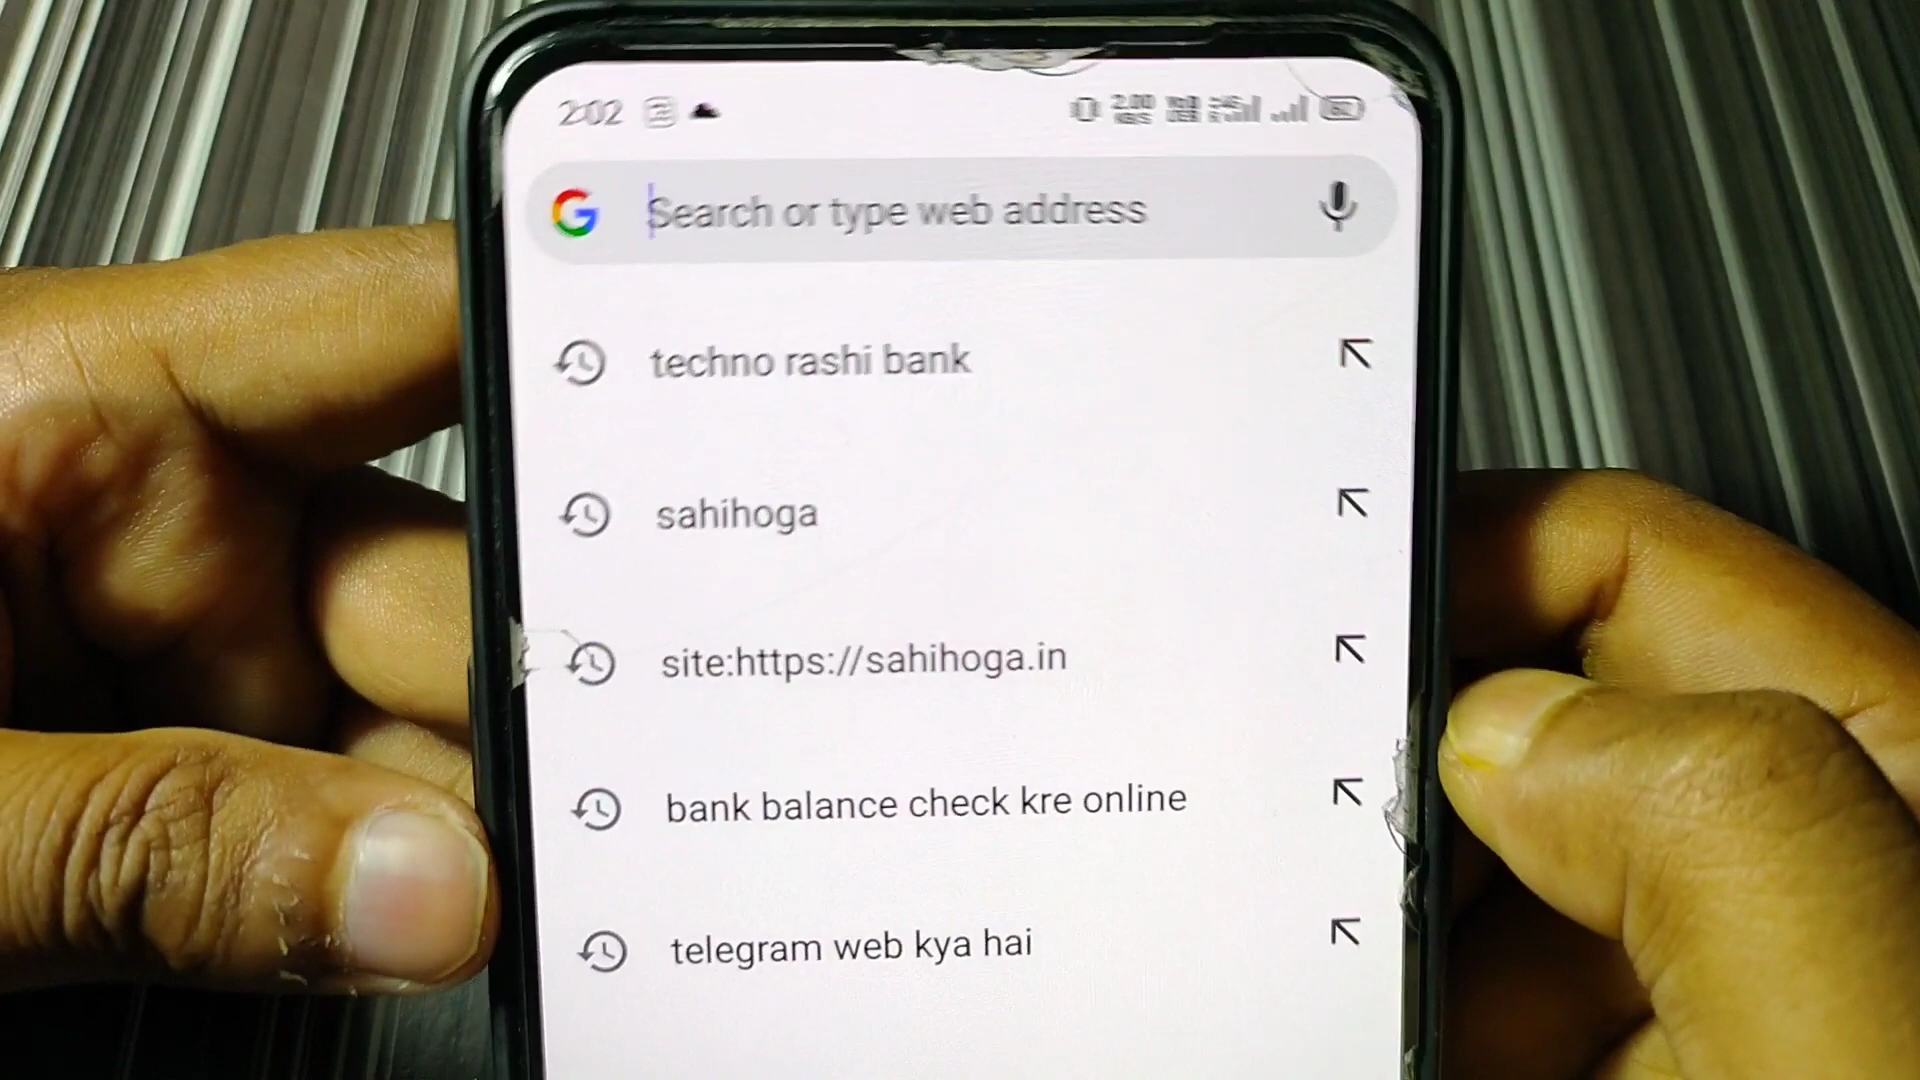 2:02
Search or type web address
techno rashi bank
sahihoga
site:https://sahihoga.in
bank balance check kre online
telegram web kya hai